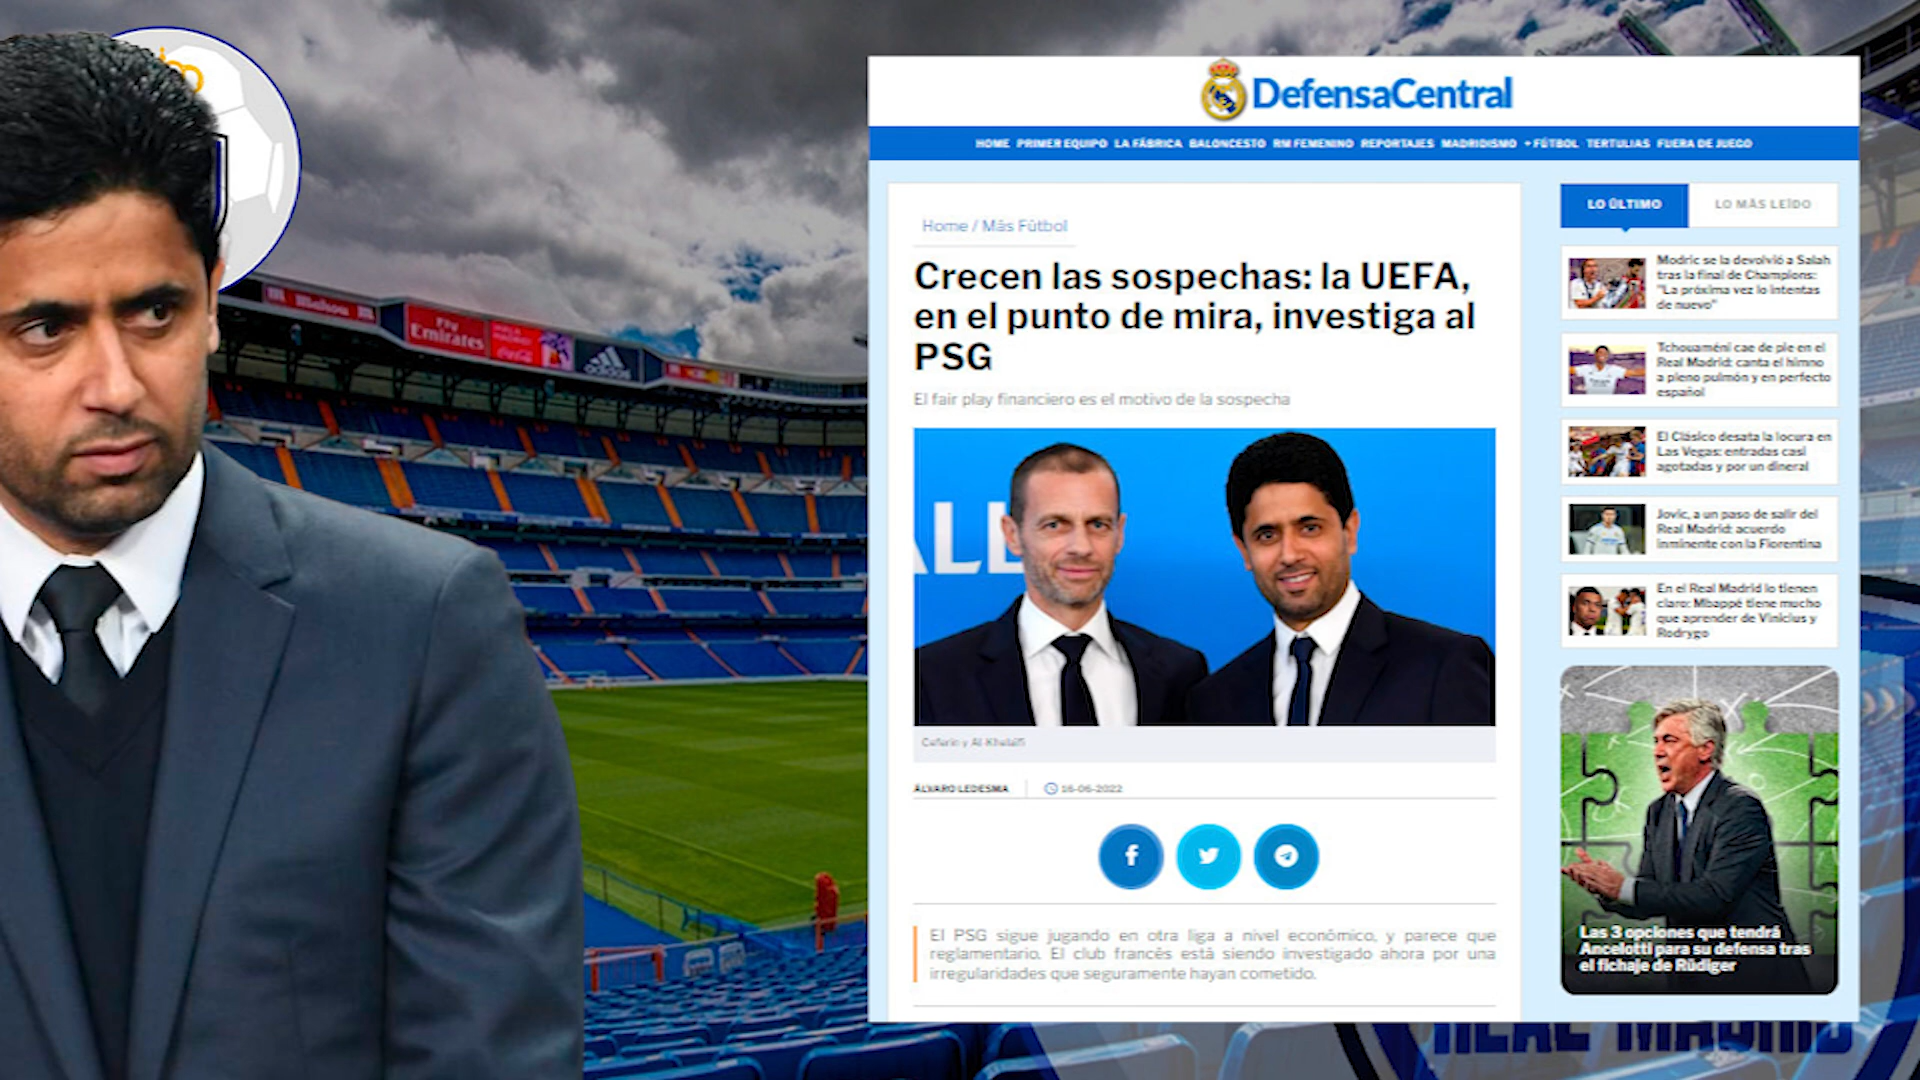 DefensaCentral
HOME PRIMER EQUIPO LA FÁBRICA BALONCESTO RM FEMENINO REPORTAJES MADRIDISMO + FÚTBOL TERTULIAS FUERA DE JUEGO
Home / Más Fútbol
Crecen las sospechas: la UEFA,
en el punto de mira, investiga al
PSG
El fair play financiero es el motivo de la sospecha
ALL
Ceferin y Al-Khelaïfi
ÁLVARO LEDESMA
16-06-2022
El PSG sigue jugando en otra liga a nivel económico, y parece que
reglamentario. El club francés está siendo investigado ahora por una
irregularidades que seguramente hayan cometido.
LO ÚLTIMO
LO MÁS LEÍDO
Modric se la devolvió a Salah
tras la final de Champions:
"La próxima vez lo intentas
de nuevo"
Tchouaméni cae de pie en el
Real Madrid: canta el himno
a pleno pulmón y en perfecto
español
El Clásico desata la locura en
Las Vegas: entradas casi
agotadas y por un dineral
Jovic, a un paso de salir del
Real Madrid: acuerdo
inminente con la Fiorentina
En el Real Madrid lo tienen
claro: Mbappé tiene mucho
que aprender de Vinicius y
Rodrygo
Las 3 opciones que tendrá
Ancelotti para su defensa tras
el fichaje de Rüdiger
Mahou
Fly
Emirates
adidas
REAL MADRID